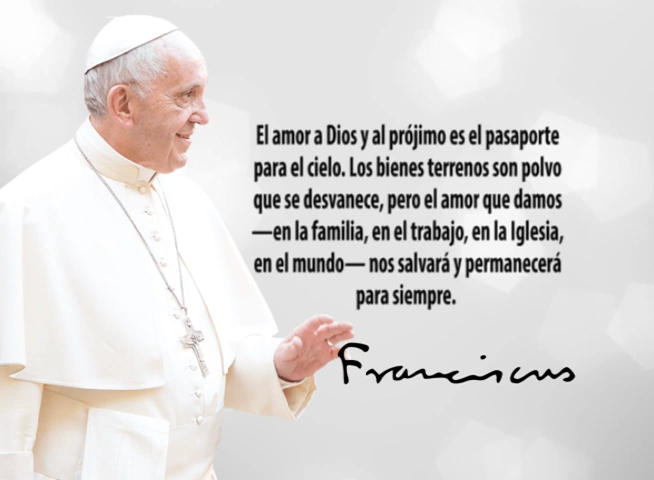 El amor a Dios y al prójimo es el pasaporte
para el cielo. Los bienes terrenos son polvo
que se desvanece, pero el amor que damos
—en la familia, en el trabajo, en la Iglesia,
en el mundo— nos salvará y permanecerá
para siempre.
Franciscus